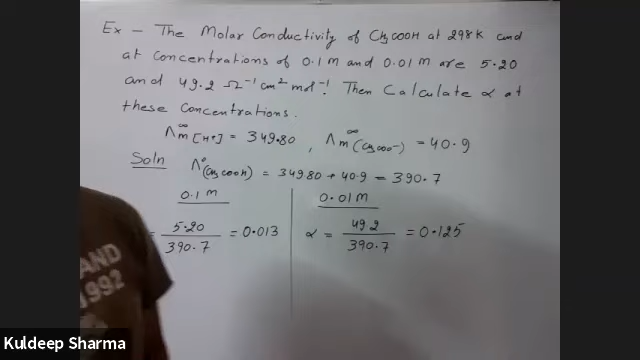 Ex - The Molar Conductivity of CH3COOH at 298K and
at concentrations of 0.1 M and 0.01 M are 5.20
and 49.2 Ω⁻¹ cm² mol⁻¹. Then Calculate α at
these concentrations.
Λm∞ [H⁺] = 349.80 , Λm∞ (CH3COO⁻) = 40.9
Soln Λ° (CH3COOH) = 349.80 + 40.9 = 390.7
0.1 M
= 5.20 / 390.7 = 0.013
0.01 M
α = 49.2 / 390.7 = 0.125
AND
1992
Kuldeep Sharma